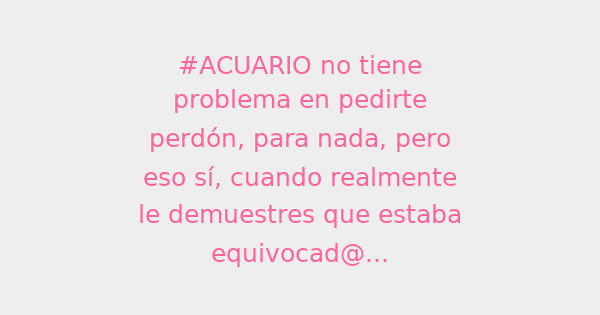 #ACUARIO no tiene
problema en pedirte
perdón, para nada, pero
eso sí, cuando realmente
le demuestres que estaba
equivocad@...